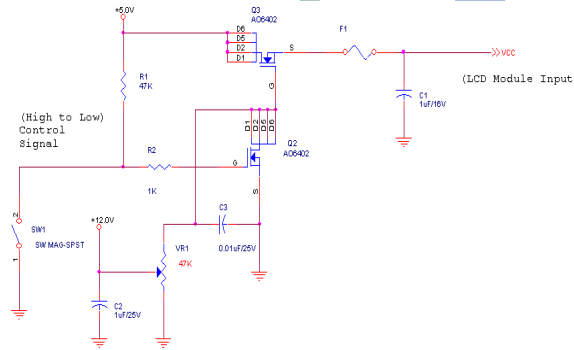 +5.0V
Q3
AO6402
D6
D5
D2
D1
S
G
F1
VCC
(LCD Module Input
C1
1uF/16V
R1
47K
(High to Low)
Control
Signal
R2
1K
D1
D2
D5
D6
Q2
AO6402
G
S
2
SW1
SW MAG-SPST
1
+12.0V
C3
0.01uF/25V
VR1
47K
C2
1uF/25V